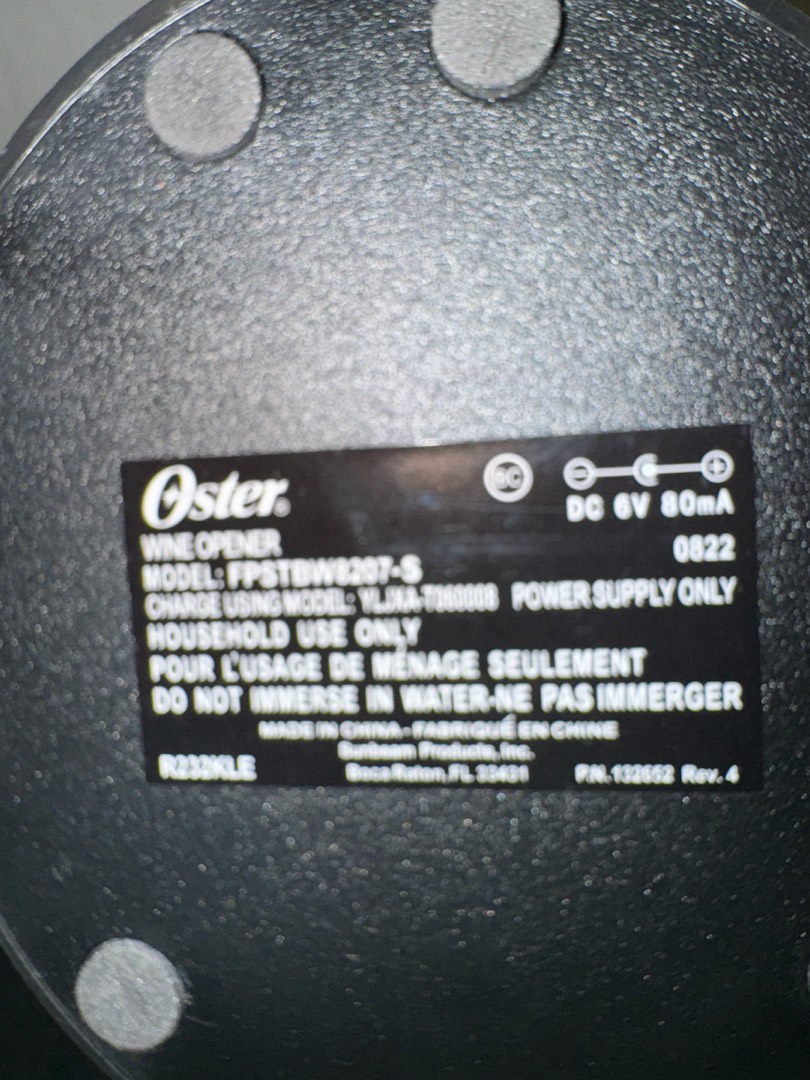 Oster®
BC
DC 6V 80mA
WINE OPENER
0822
MODEL: FPSTBW8207-S
CHARGE USING MODEL: POWER SUPPLY ONLY
HOUSEHOLD USE ONLY
POUR L'USAGE DE MÉNAGE SEULEMENT
DO NOT IMMERSE IN WATER-NE PAS IMMERGER
MADE IN CHINA - FABRIQUÉ EN CHINE
Sunbeam Products, Inc.
R232KLE
Boca Raton, FL 33431
P.N. 132652 Rev. 4